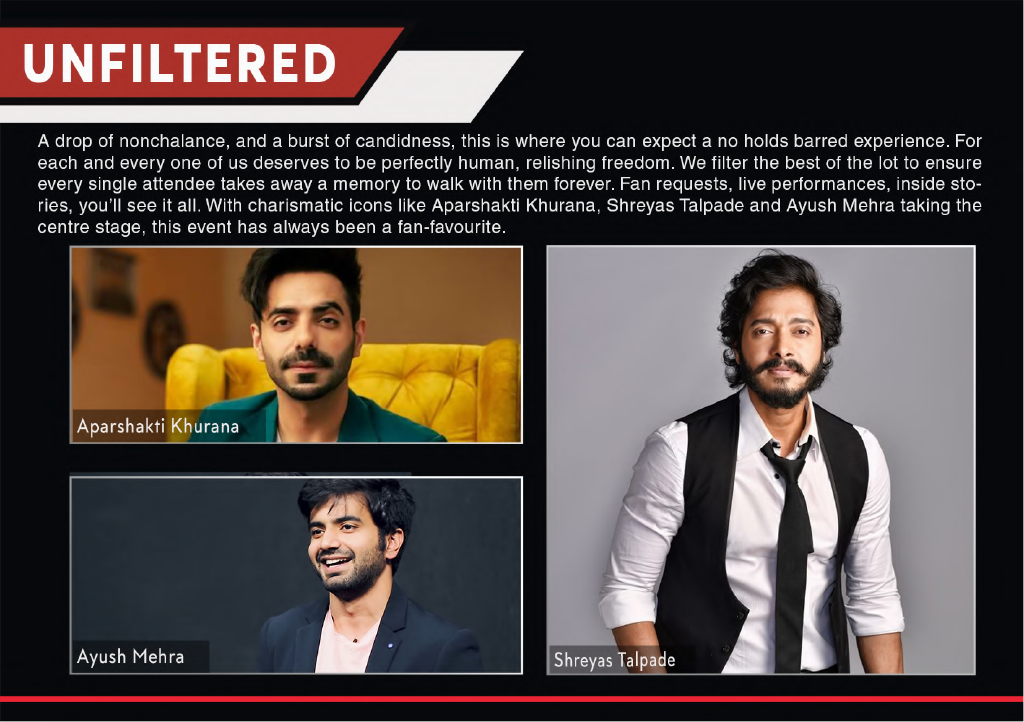 UNFILTERED
A drop of nonchalance, and a burst of candidness, this is where you can expect a no holds barred experience. For
each and every one of us deserves to be perfectly human, relishing freedom. We filter the best of the lot to ensure
every single attendee takes away a memory to walk with them forever. Fan requests, live performances, inside sto-
ries, you'll see it all. With charismatic icons like Aparshakti Khurana, Shreyas Talpade and Ayush Mehra taking the
centre stage, this event has always been a fan-favourite.
Aparshakti Khurana
Ayush Mehra
Shreyas Talpade